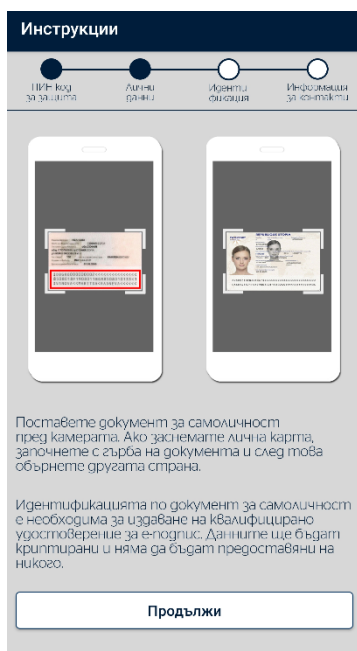 Инструкции
ПИН код
за защита
Лични
данни
Иденти
фикация
Информация
за контакти
Поставете документ за самоличност
пред камерата. Ако заснемате лична карта,
започнете с гърба на документа и след това
обърнете другата страна.
Идентификацията по документ за самоличност
е необходима за издаване на квалифицирано
удостоверение за е-подпис. Данните ще бъдат
криптирани и няма да бъдат предоставяни на
никого.
Продължи